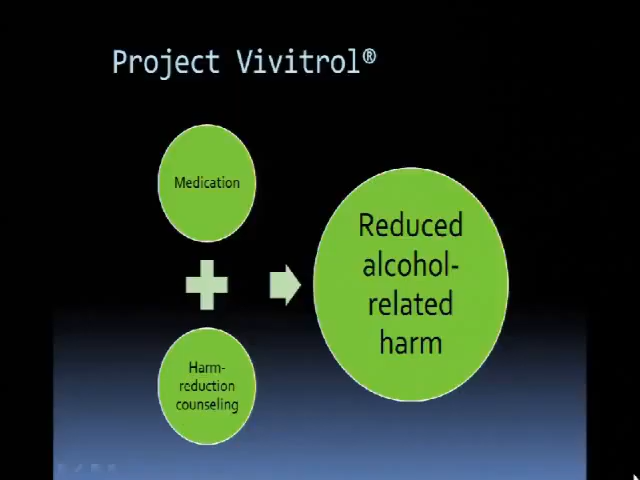 Project Vivitrol®
Medication
Harm-
reduction
counseling
Reduced
alcohol-
related
harm